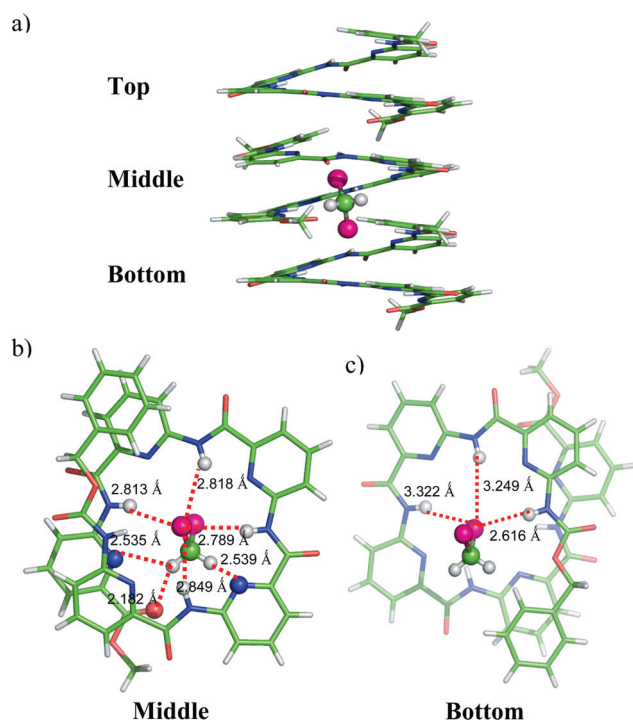 a)
Top
Middle
Bottom
b)
c)
2.813 Å
2.818 Å
2.535 Å
2.789 Å
2.539 Å
2.182 Å
2.849 Å
3.322 Å
3.249 Å
2.616 Å
Middle
Bottom